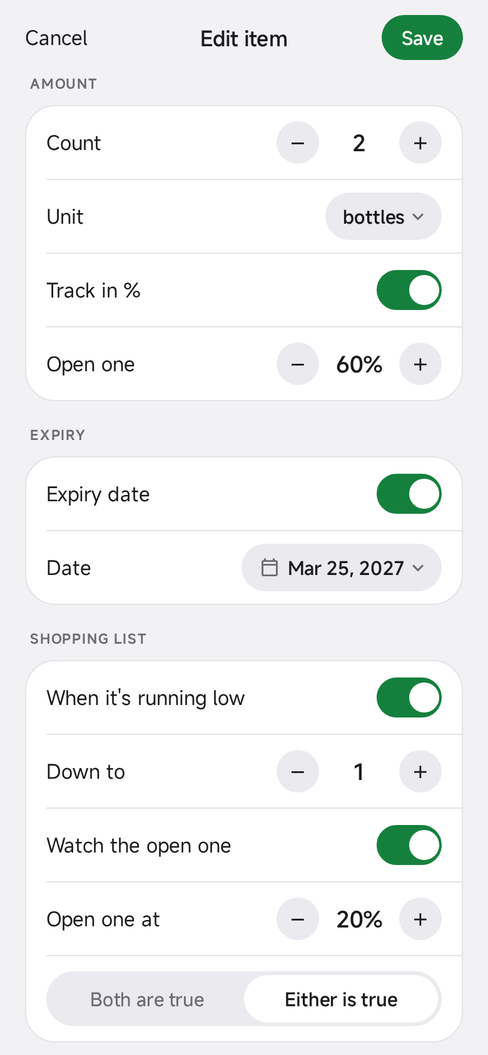 Cancel Edit item Save
AMOUNT
Count − 2 +
Unit bottles
Track in %
Open one − 60% +
EXPIRY
Expiry date
Date Mar 25, 2027
SHOPPING LIST
When it's running low
Down to − 1 +
Watch the open one
Open one at − 20% +
Both are true Either is true